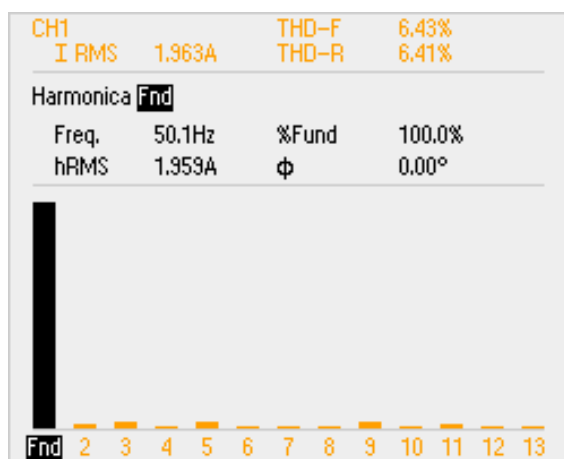 CH1 THD-F 6.43%
I RMS 1.963A THD-R 6.41%
Harmonica Fnd
Freq. 50.1Hz %Fund 100.0%
hRMS 1.959A Φ 0.00°
Fnd 2 3 4 5 6 7 8 9 10 11 12 13